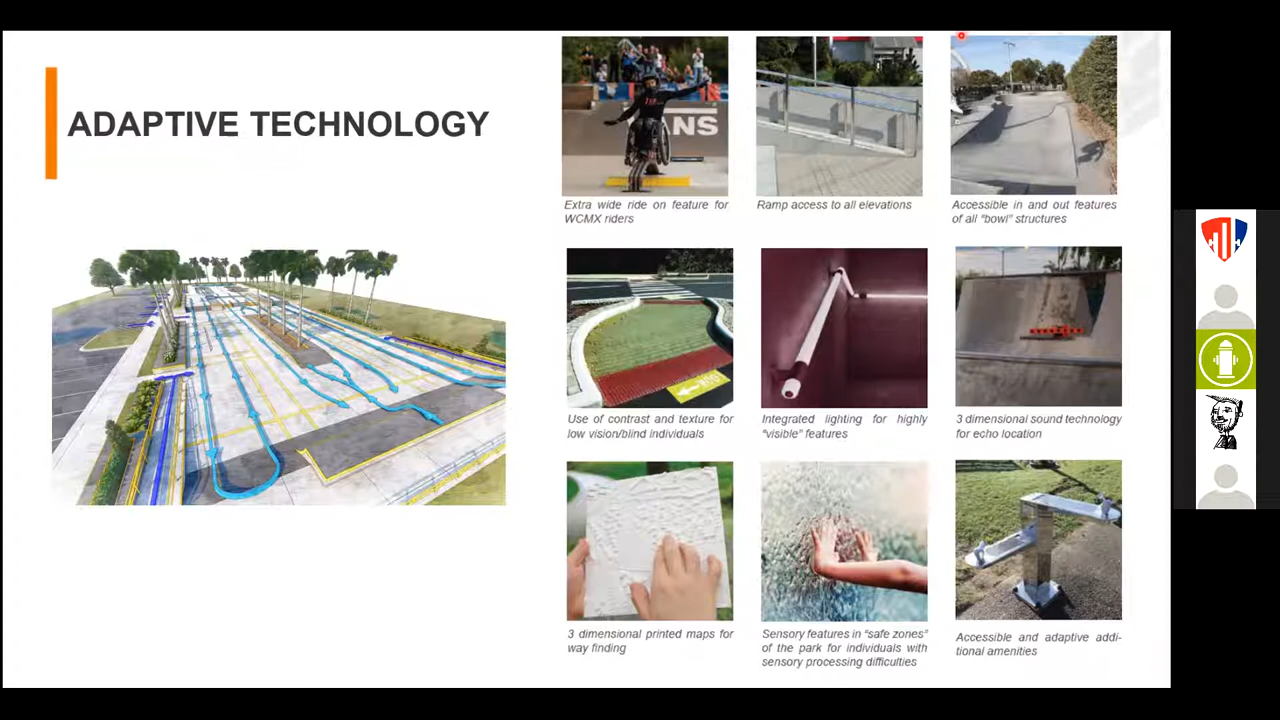 ADAPTIVE TECHNOLOGY
NS
Extra wide ride on feature for
WCMX riders
Ramp access to all elevations
Accessible in and out features
of all “bowl” structures
Use of contrast and texture for
low vision/blind individuals
Integrated lighting for highly
“visible” features
3 dimensional sound technology
for echo location
3 dimensional printed maps for
way finding
Sensory features in “safe zones”
of the park for individuals with
sensory processing difficulties
Accessible and adaptive addi-
tional amenities